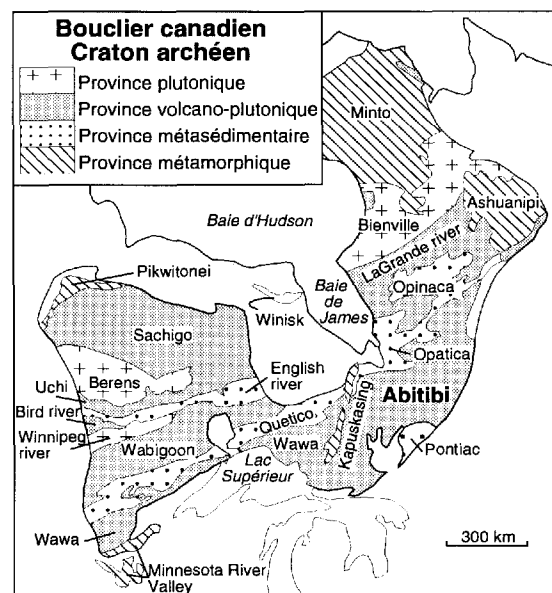 Bouclier canadien
Craton archéen
Province plutonique
Province volcano-plutonique
Province métasédimentaire
Province métamorphique
Minto
Ashuanipi
Baie d'Hudson
Bienville
LaGrande river
Pikwitonei
Baie
de
James
Opinaca
Winisk
Sachigo
Opatica
English
river
Berens
Uchi
Abitibi
Bird river
Quetico
Kapuskasing
Winnipeg
river
Wabigoon
Wawa
Pontiac
Lac
Supérieur
300 km
Wawa
Minnesota River
Valley